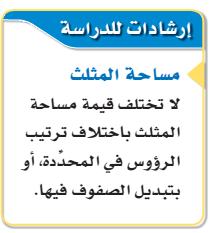 إرشادات للدراسة
مساحة المثلث
لا تختلف قيمة مساحة
المثلث باختلاف ترتيب
الرؤوس في المحدِّدة، أو
بتبديل الصفوف فيها.